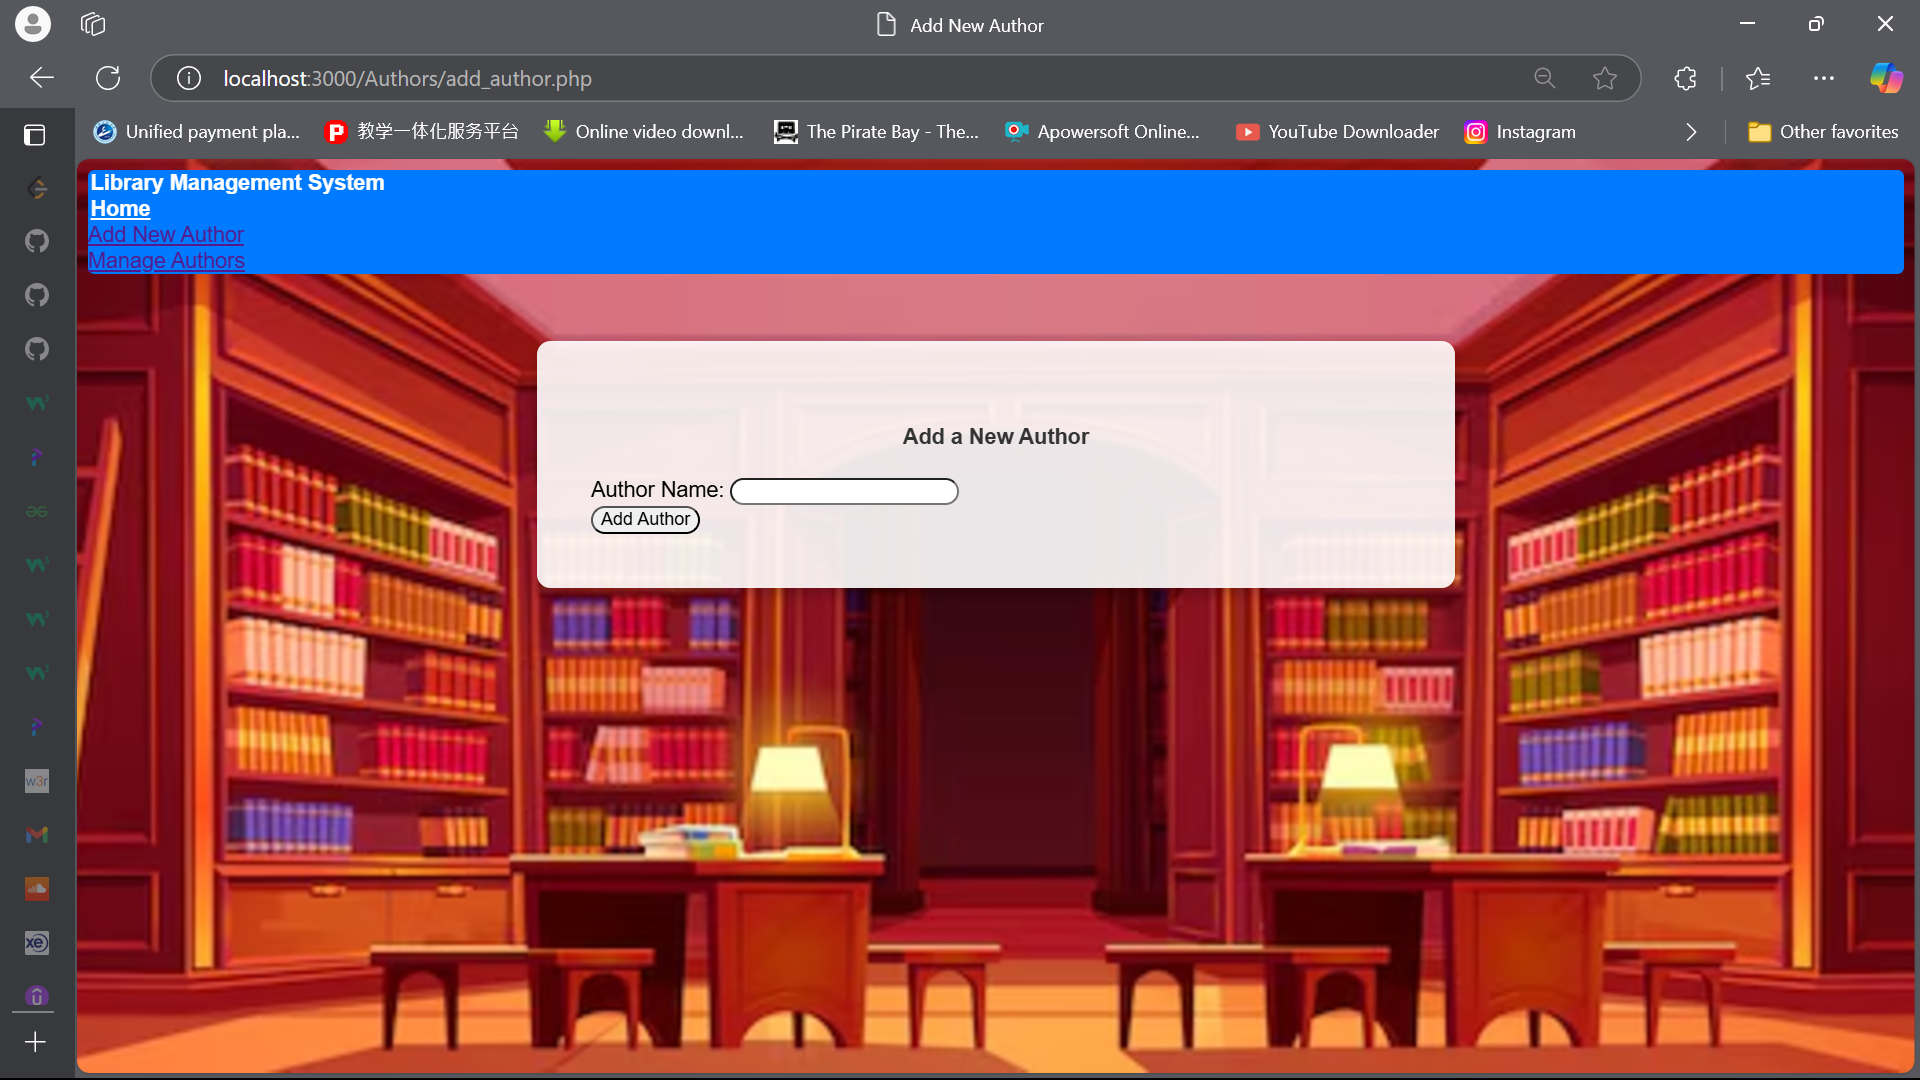 Add New Author
localhost:3000/Authors/add_author.php
Unified payment pla...
教学一体化服务平台
Online video downl...
The Pirate Bay - The...
Apowersoft Online...
YouTube Downloader
Instagram
Other favorites
Library Management System
Home
Add New Author
Manage Authors
Add a New Author
Author Name:
Add Author
w3r
xe